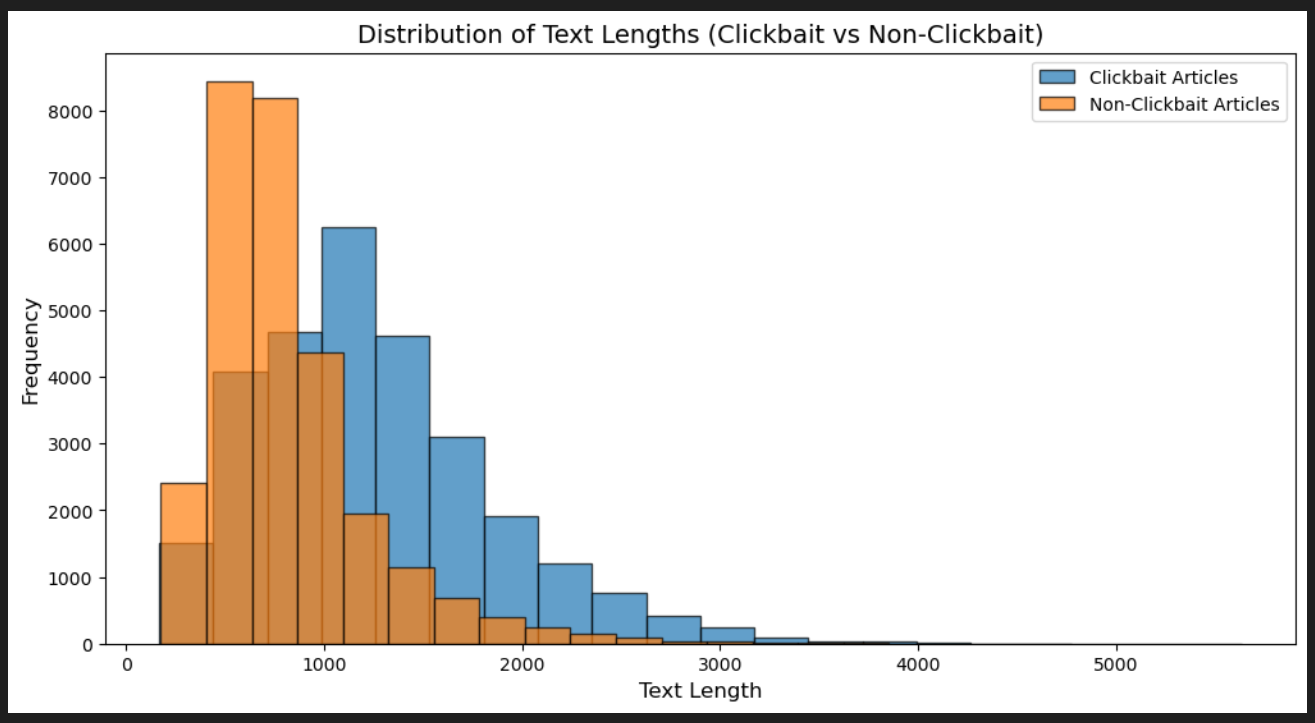 Distribution of Text Lengths (Clickbait vs Non-Clickbait)
Clickbait Articles
Non-Clickbait Articles
8000
7000
6000
5000
4000
3000
2000
1000
0
Frequency
0 1000 2000 3000 4000 5000
Text Length